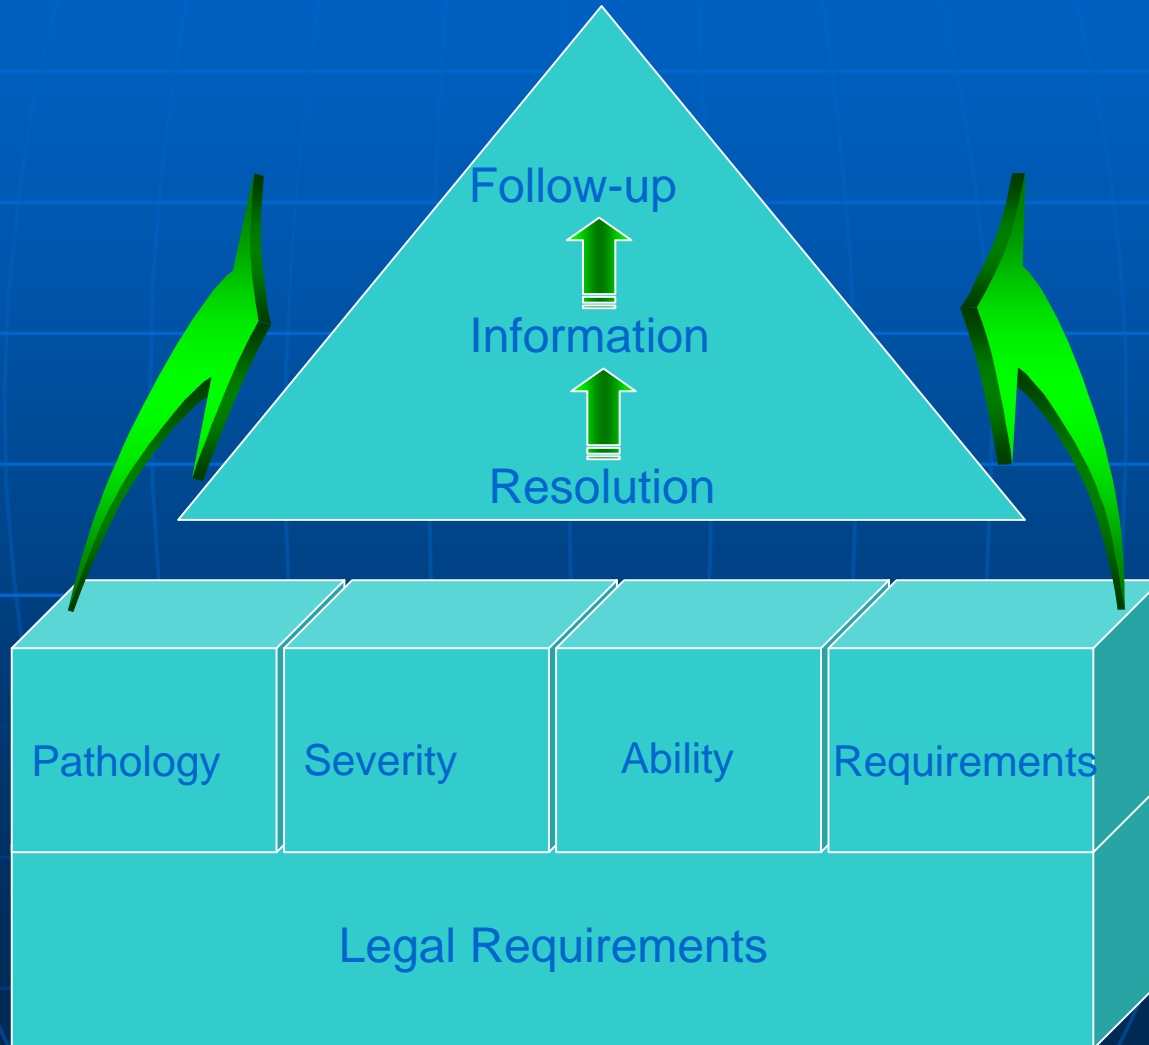 Follow-up
Information
Resolution
Pathology
Severity
Ability
Requirements
Legal Requirements